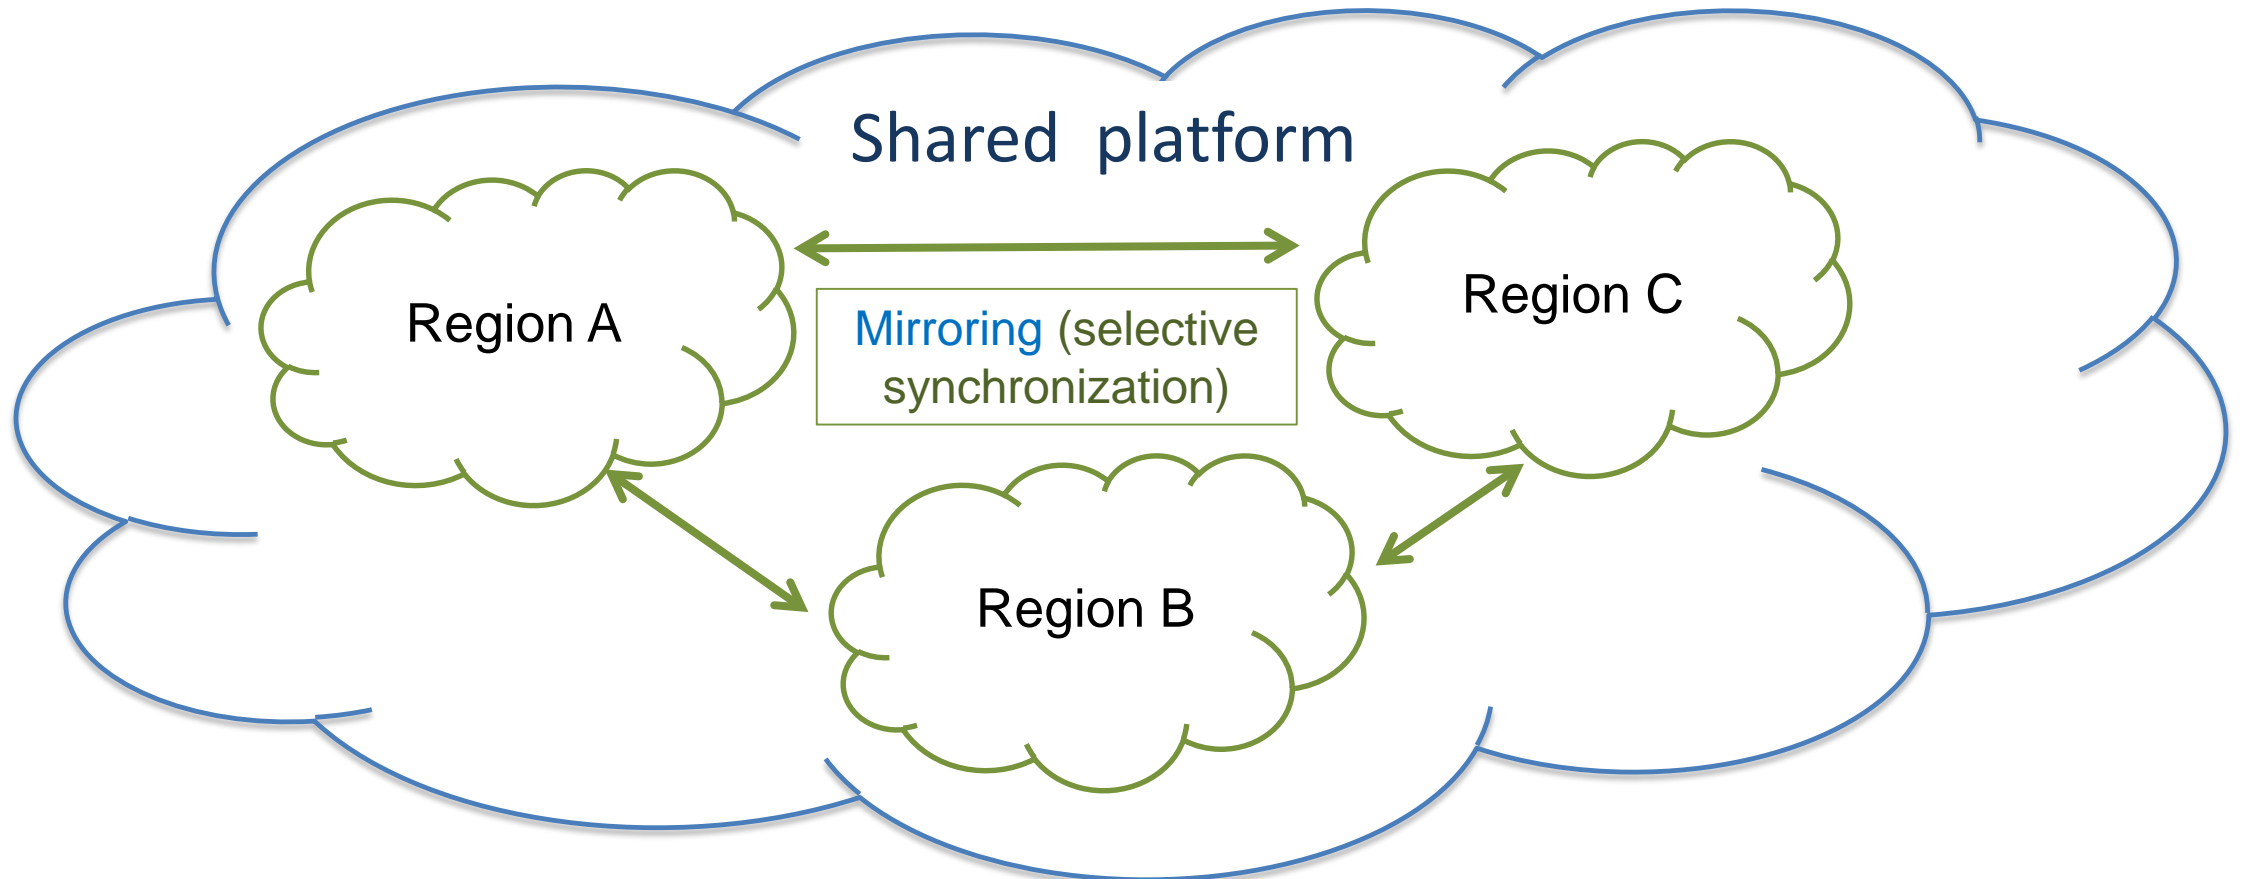 Shared platform
Region A
Region C
Mirroring (selective
synchronization)
Region B